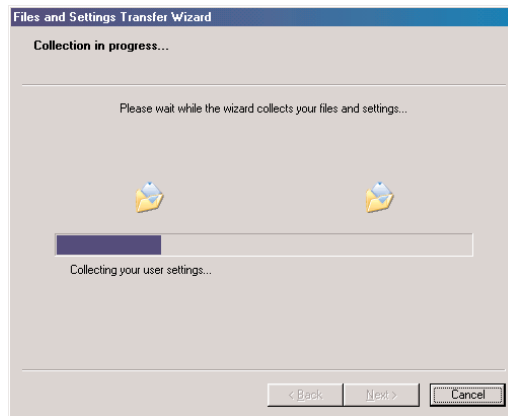 Files and Settings Transfer Wizard
Collection in progress...
Please wait while the wizard collects your files and settings...
Collecting your user settings...
< Back
Next >
Cancel